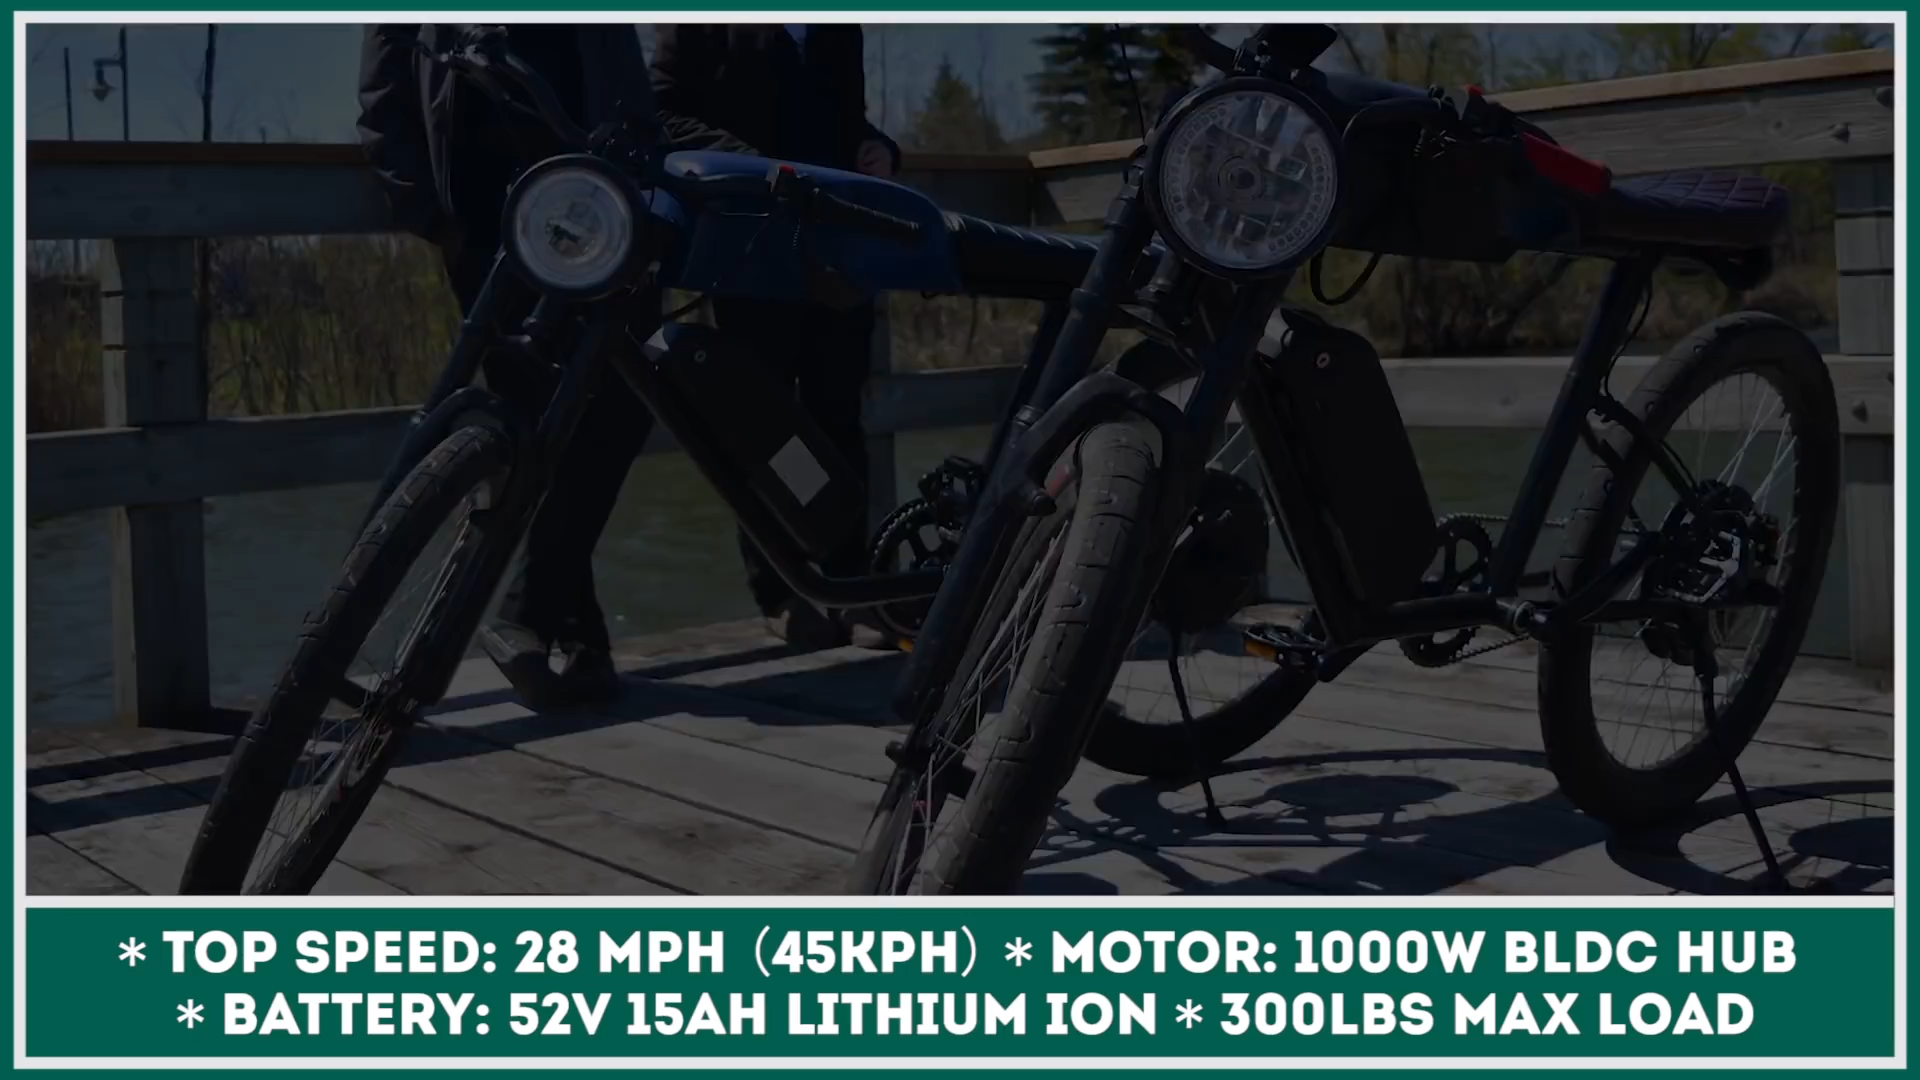 * TOP SPEED: 28 MPH (45KPH) * MOTOR: 1000W BLDC HUB
* BATTERY: 52V 15AH LITHIUM ION * 300LBS MAX LOAD